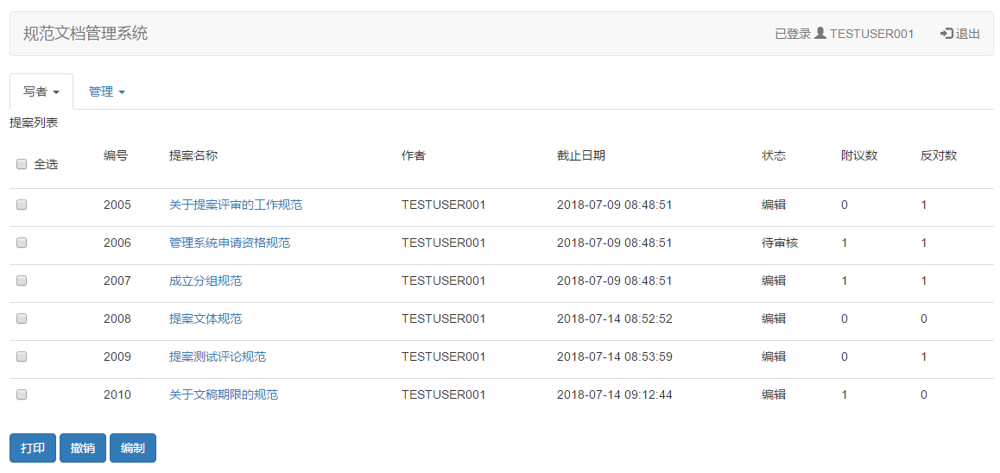 规范文档管理系统 已登录 TESTUSER001 退出
写者 管理
提案列表
全选 编号 提案名称 作者 截止日期 状态 附议数 反对数
2005 关于提案评审的工作规范 TESTUSER001 2018-07-09 08:48:51 编辑 0 1
2006 管理系统申请资格规范 TESTUSER001 2018-07-09 08:48:51 待审核 1 1
2007 成立分组规范 TESTUSER001 2018-07-09 08:48:51 编辑 1 1
2008 提案文体规范 TESTUSER001 2018-07-14 08:52:52 编辑 0 0
2009 提案测试评论规范 TESTUSER001 2018-07-14 08:53:59 编辑 0 1
2010 关于文稿期限的规范 TESTUSER001 2018-07-14 09:12:44 编辑 1 0
打印 撤销 编制